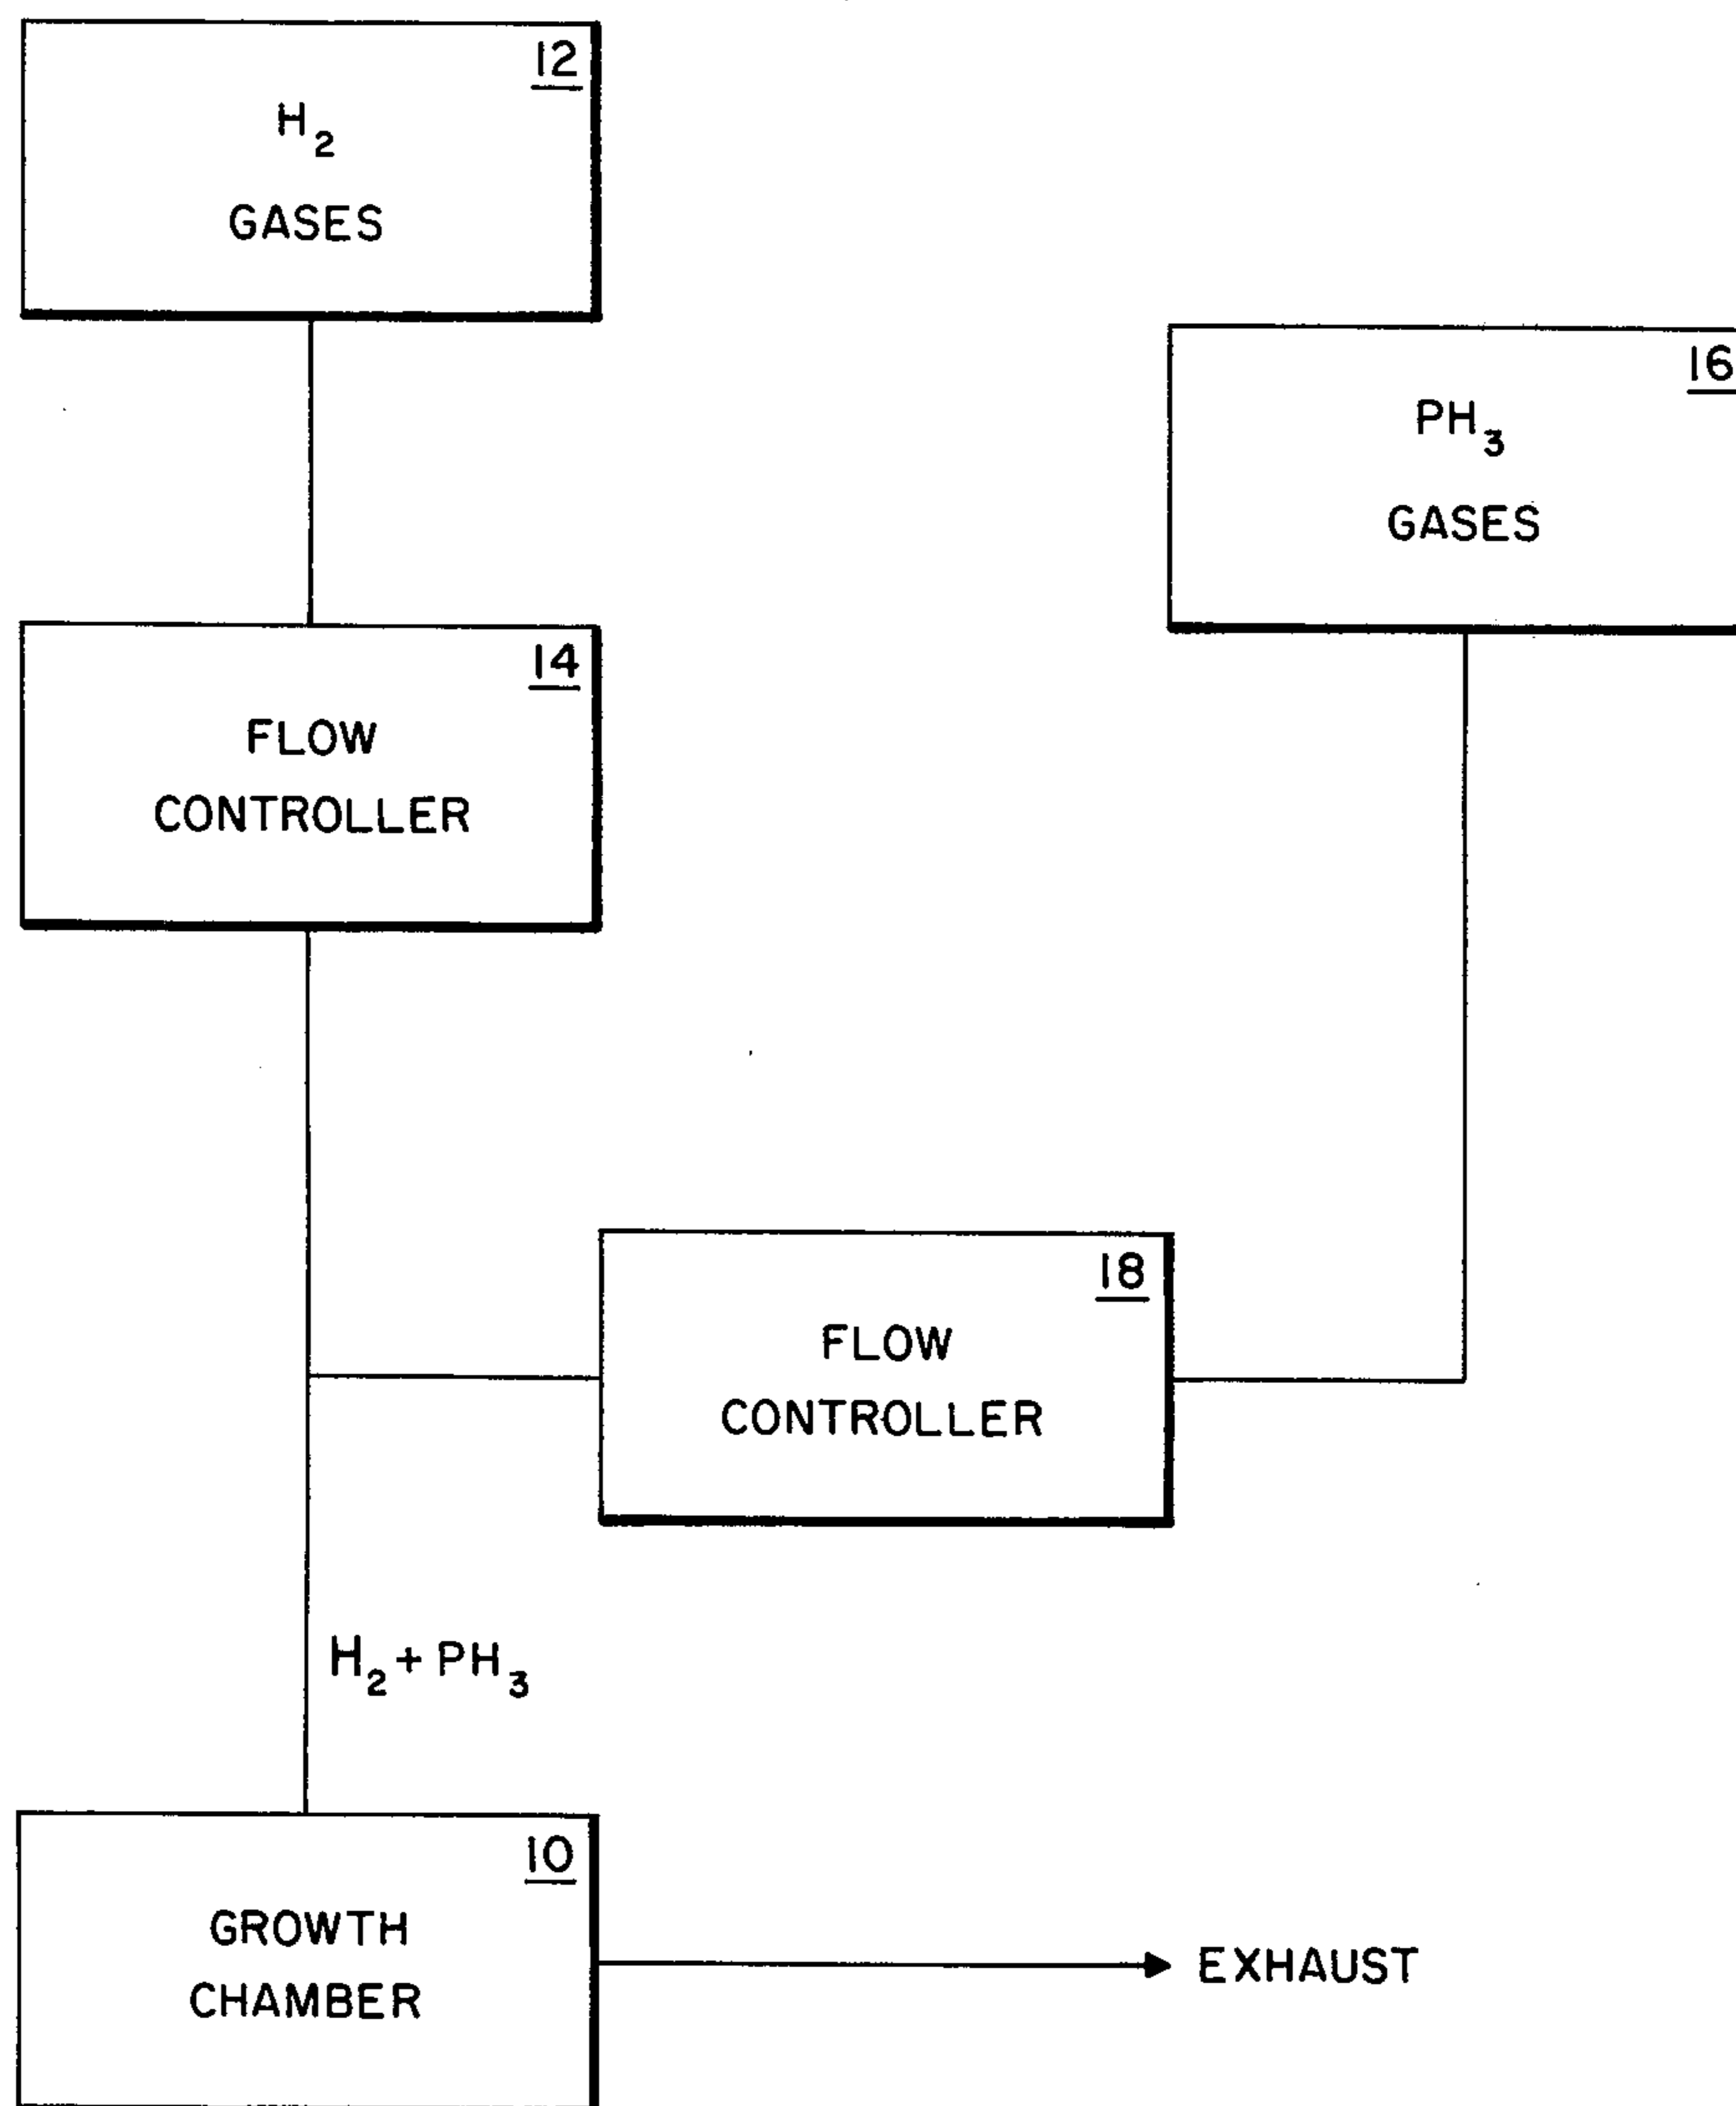 12
H₂
GASES
16
PH₃
GASES
14
FLOW
CONTROLLER
18
FLOW
CONTROLLER
H₂+PH₃
10
GROWTH
CHAMBER
EXHAUST